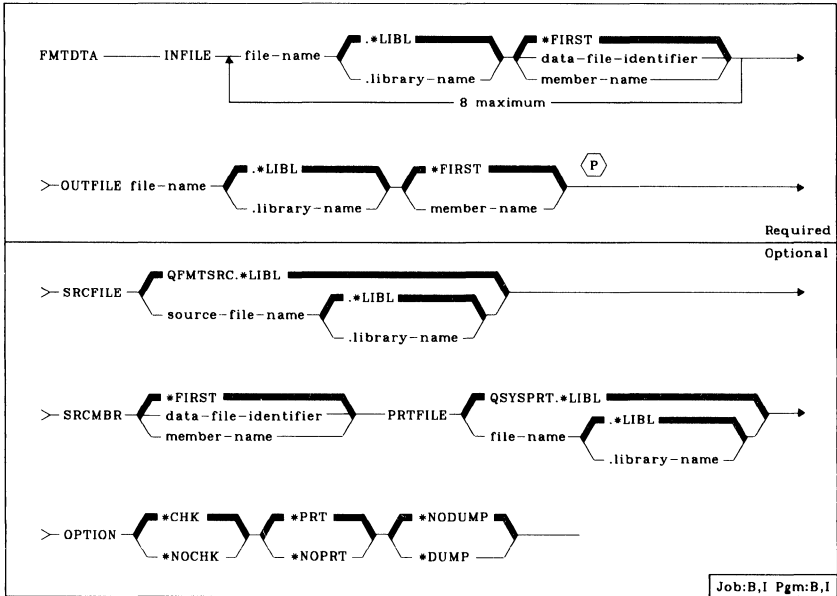 .*LIBL *FIRST
FMTDTA INFILE file-name data-file-identifier
.library-name member-name
8 maximum
.*LIBL *FIRST P
>-OUTFILE file-name
.library-name member-name
Required
Optional
QFMTSRC.*LIBL
>-SRCFILE .*LIBL
source-file-name
.library-name
*FIRST QSYSPRT.*LIBL
>-SRCMBR data-file-identifier PRTFILE .*LIBL
member-name file-name
.library-name
*CHK *PRT *NODUMP
>-OPTION
*NOCHK *NOPRT *DUMP
Job:B,I Pgm:B,I